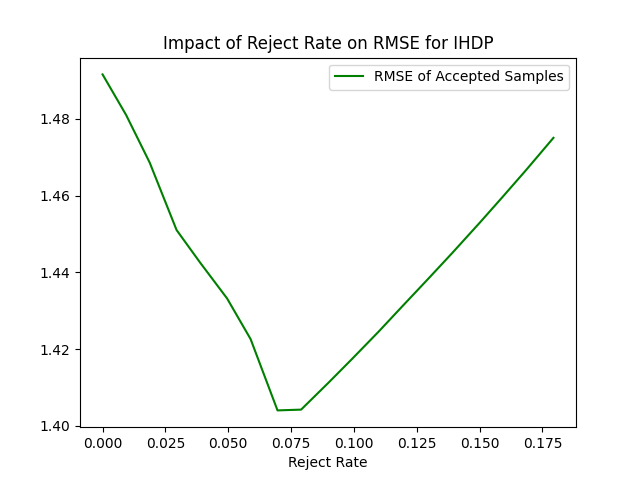 Impact of Reject Rate on RMSE for IHDP
RMSE of Accepted Samples
1.48
1.46
1.44
1.42
1.40
0.000 0.025 0.050 0.075 0.100 0.125 0.150 0.175
Reject Rate